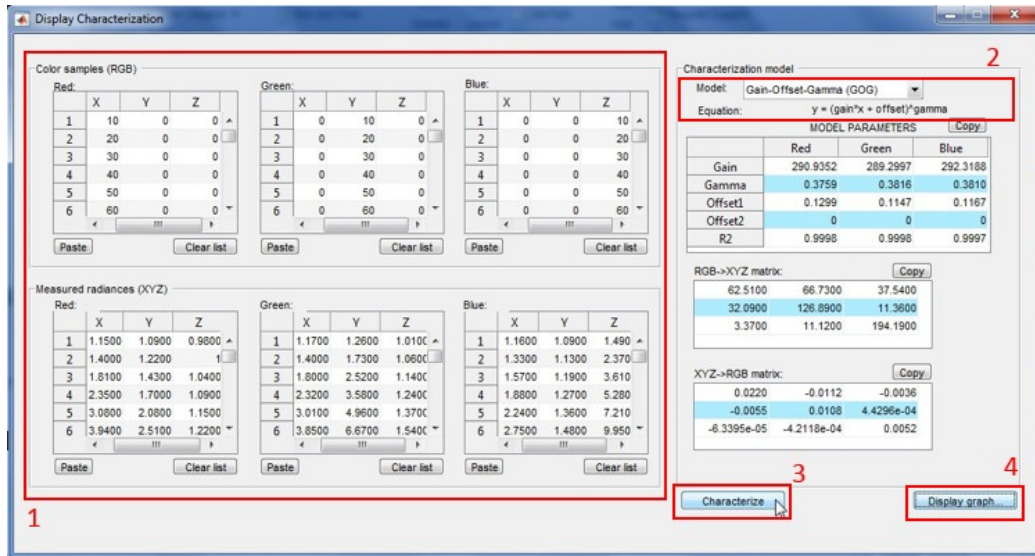 Display Characterization
2
Color samples (RGB)
Red:
X Y Z
1 10 0 0
2 20 0 0
3 30 0 0
4 40 0 0
5 50 0 0
6 60 0 0
Paste Clear list
Green:
X Y Z
1 0 10 0
2 0 20 0
3 0 30 0
4 0 40 0
5 0 50 0
6 0 60 0
Paste Clear list
Blue:
X Y Z
1 0 0 10
2 0 0 20
3 0 0 30
4 0 0 40
5 0 0 50
6 0 0 60
Paste Clear list
Measured radiances (XYZ)
Red:
X Y Z
1 1.1500 1.0900 0.9800
2 1.4000 1.2200 1
3 1.8100 1.4300 1.0400
4 2.3500 1.7000 1.0900
5 3.0800 2.0800 1.1500
6 3.9400 2.5100 1.2200
Paste Clear list
Green:
X Y Z
1 1.1700 1.2600 1.010
2 1.4000 1.7300 1.060
3 1.8000 2.5200 1.140
4 2.3200 3.5800 1.240
5 3.0100 4.9600 1.370
6 3.8500 6.6700 1.540
Paste Clear list
Blue:
X Y Z
1 1.1600 1.0900 1.490
2 1.3300 1.1300 2.370
3 1.5700 1.1900 3.610
4 1.8800 1.2700 5.280
5 2.2400 1.3600 7.210
6 2.7500 1.4800 9.950
Paste Clear list
1
Characterization model
Model: Gain-Offset-Gamma (GOG)
Equation: y = (gain*x + offset)^gamma
MODEL PARAMETERS Copy
Red Green Blue
Gain 290.9352 289.2997 292.3188
Gamma 0.3759 0.3816 0.3810
Offset1 0.1299 0.1147 0.1167
Offset2 0 0 0
R2 0.9998 0.9998 0.9997
RGB->XYZ matrix: Copy
62.5100 66.7300 37.5400
32.0900 126.8900 11.3600
3.3700 11.1200 194.1900
XYZ->RGB matrix: Copy
0.0220 -0.0112 -0.0036
-0.0055 0.0108 4.4296e-04
-6.3395e-05 -4.2118e-04 0.0052
3 4
Characterize Display graph...